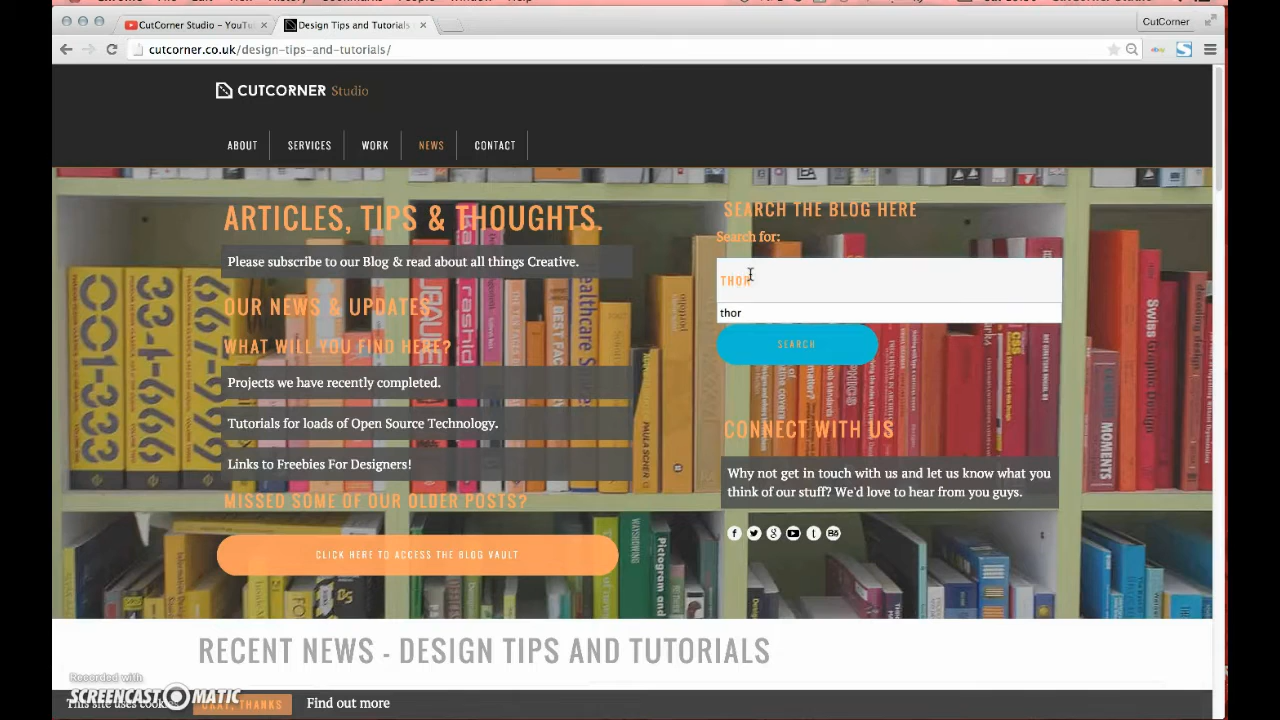 CutCorner Studio – YouTu
Design Tips and Tutorials
CutCorner
cutcorner.co.uk/design-tips-and-tutorials/
CUTCORNER Studio
ABOUT
SERVICES
WORK
NEWS
CONTACT
ARTICLES, TIPS & THOUGHTS.
Please subscribe to our Blog & read about all things Creative.
OUR NEWS & UPDATES
WHAT WILL YOU FIND HERE?
Projects we have recently completed.
Tutorials for loads of Open Source Technology.
Links to Freebies For Designers!
MISSED SOME OF OUR OLDER POSTS?
CLICK HERE TO ACCESS THE BLOG VAULT
SEARCH THE BLOG HERE
Search for:
THOR
thor
SEARCH
CONNECT WITH US
Why not get in touch with us and let us know what you
think of our stuff? We'd love to hear from you guys.
MOMENTS
RECENT NEWS - DESIGN TIPS AND TUTORIALS
Recorded with
SCREENCAST MATIC
This site uses cookies
OKAY, THANKS
Find out more